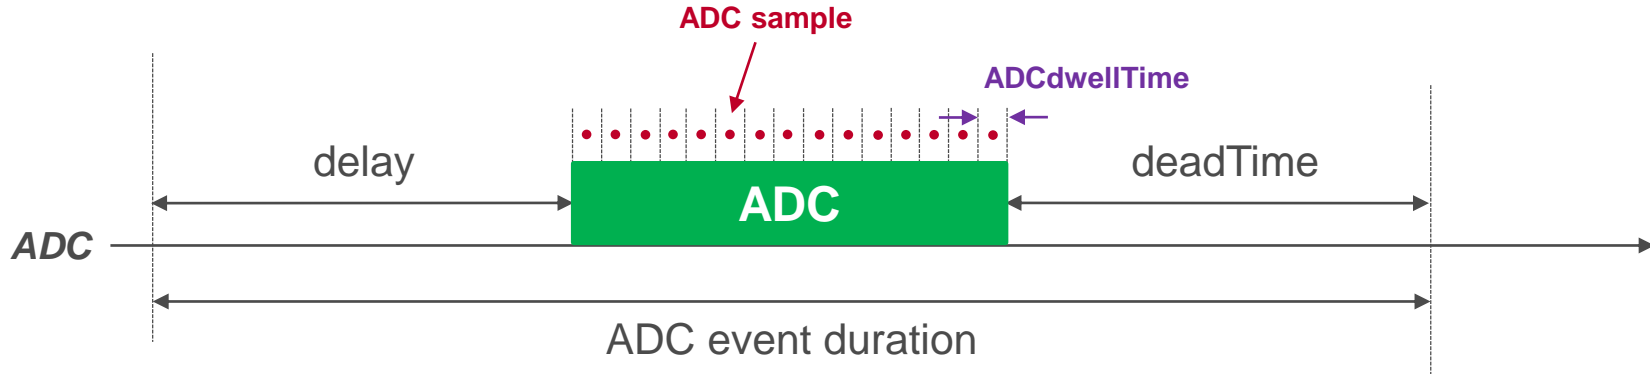 ADC sample
ADCdwellTime
delay
deadTime
ADC
ADC
ADC event duration